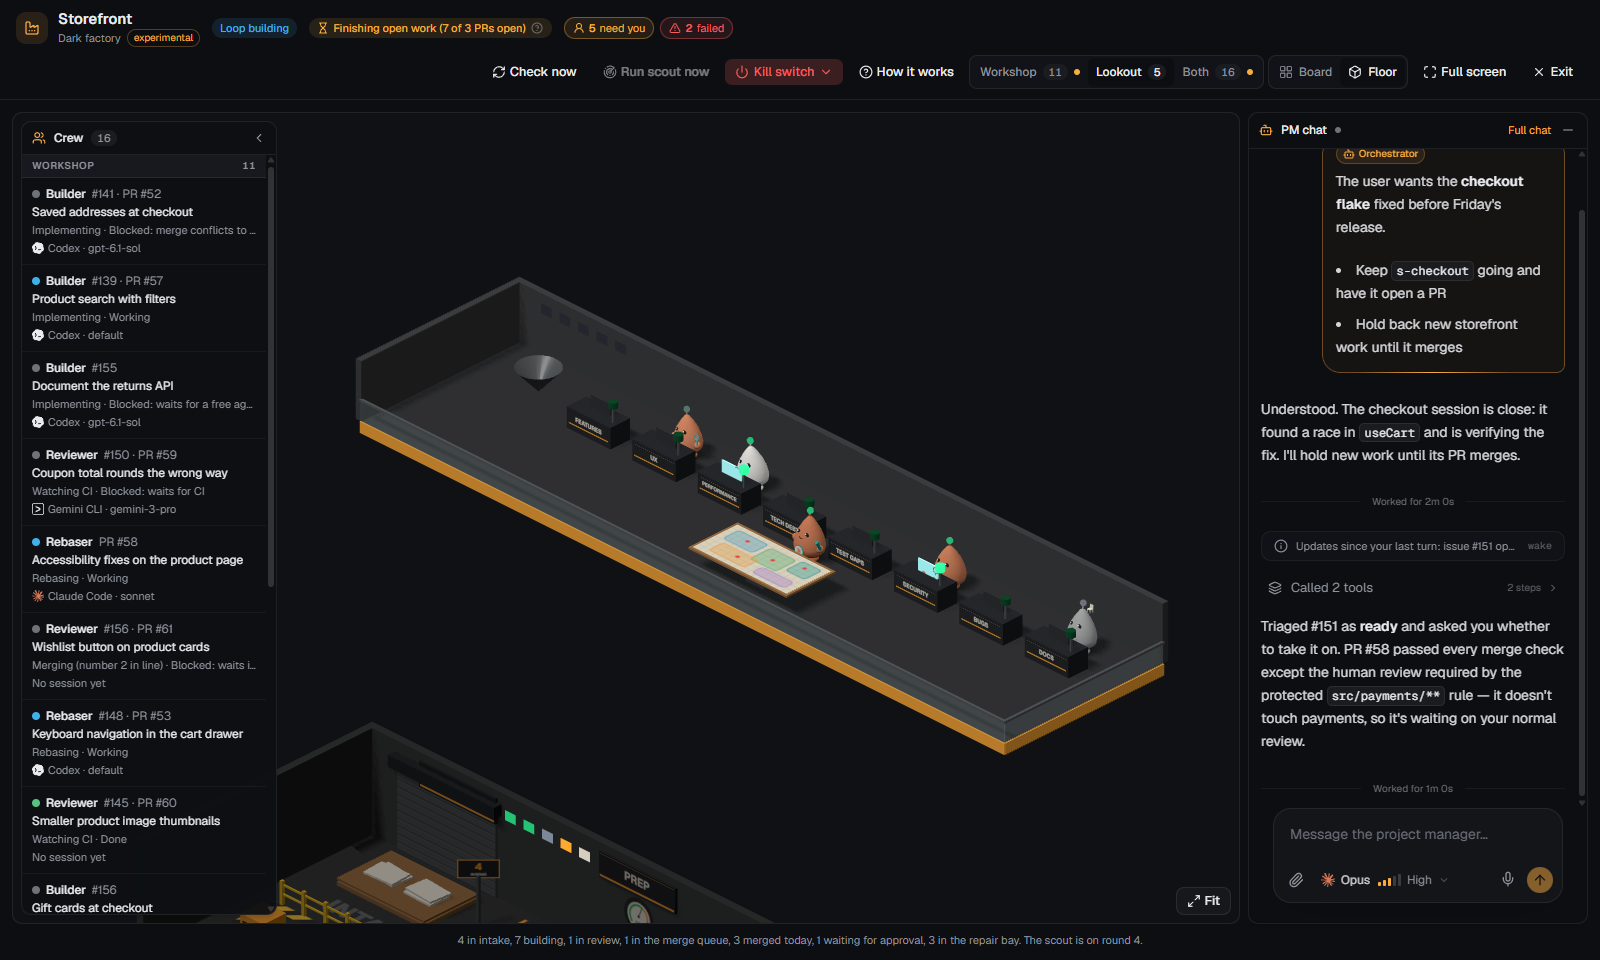 Storefront
Dark factory experimental
Loop building
Finishing open work (7 of 3 PRs open)
5 need you
2 failed
Check now
Run scout now
Kill switch
How it works
Workshop 11
Lookout 5
Both 16
Board
Floor
Full screen
Exit
Crew 16
WORKSHOP 11
Builder #141 · PR #52
Saved addresses at checkout
Implementing · Blocked: merge conflicts to ...
Codex · gpt-6.1-sol
Builder #139 · PR #57
Product search with filters
Implementing · Working
Codex · default
Builder #155
Document the returns API
Implementing · Blocked: waits for a free ag...
Codex · gpt-6.1-sol
Reviewer #150 · PR #59
Coupon total rounds the wrong way
Watching CI · Blocked: waits for CI
Gemini CLI · gemini-3-pro
Rebaser PR #58
Accessibility fixes on the product page
Rebasing · Working
Claude Code · sonnet
Reviewer #156 · PR #61
Wishlist button on product cards
Merging (number 2 in line) · Blocked: waits i...
No session yet
Rebaser #148 · PR #53
Keyboard navigation in the cart drawer
Rebasing · Working
Codex · default
Reviewer #145 · PR #60
Smaller product image thumbnails
Watching CI · Done
No session yet
Builder #156
Gift cards at checkout
FEATURES
UX
PERFORMANCE
TECH DEBT
TEST GAPS
SECURITY
BUGS
DOCS
4
PREP
Fit
PM chat
Full chat
Orchestrator
The user wants the checkout
flake fixed before Friday's
release.
• Keep s-checkout going and
have it open a PR
• Hold back new storefront
work until it merges
Understood. The checkout session is close: it
found a race in useCart and is verifying the
fix. I'll hold new work until its PR merges.
Worked for 2m 0s
Updates since your last turn: issue #151 op... wake
Called 2 tools 2 steps
Triaged #151 as ready and asked you whether
to take it on. PR #58 passed every merge check
except the human review required by the
protected src/payments/** rule — it doesn't
touch payments, so it's waiting on your normal
review.
Worked for 1m 0s
Message the project manager...
Opus High
4 in intake, 7 building, 1 in review, 1 in the merge queue, 3 merged today, 1 waiting for approval, 3 in the repair bay. The scout is on round 4.